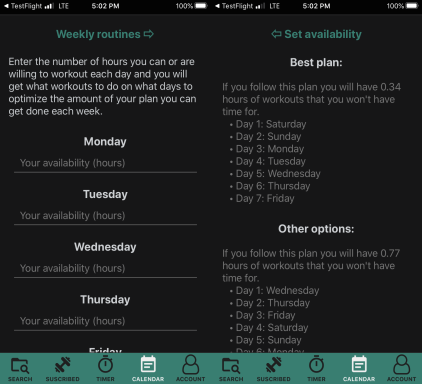 TestFlight LTE 5:02 PM 100%
Weekly routines ⇨
Enter the number of hours you can or are
willing to workout each day and you will
get what workouts to do on what days to
optimize the amount of your plan you can
get done each week.
Monday
Your availability (hours)
Tuesday
Your availability (hours)
Wednesday
Your availability (hours)
Thursday
Your availability (hours)
Friday
SEARCH SUSCRIBED TIMER CALENDAR ACCOUNT
TestFlight LTE 5:02 PM 100%
⇦ Set availability
Best plan:
If you follow this plan you will have 0.34
hours of workouts that you won't have
time for.
• Day 1: Saturday
• Day 2: Sunday
• Day 3: Monday
• Day 4: Tuesday
• Day 5: Wednesday
• Day 6: Thursday
• Day 7: Friday
Other options:
If you follow this plan you will have 0.77
hours of workouts that you won't have
time for.
• Day 1: Wednesday
• Day 2: Thursday
• Day 3: Friday
• Day 4: Saturday
• Day 5: Sunday
• Day 6: Monday
SEARCH SUSCRIBED TIMER CALENDAR ACCOUNT